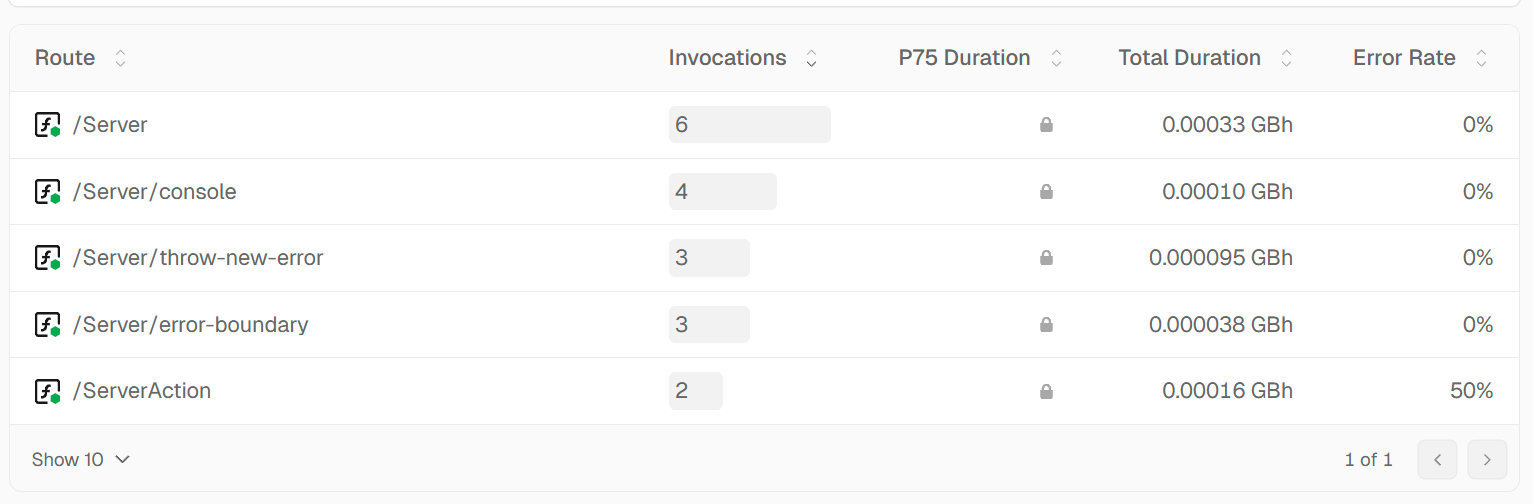 Route Invocations P75 Duration Total Duration Error Rate
/Server 6 0.00033 GBh 0%
/Server/console 4 0.00010 GBh 0%
/Server/throw-new-error 3 0.000095 GBh 0%
/Server/error-boundary 3 0.000038 GBh 0%
/ServerAction 2 0.00016 GBh 50%
Show 10 1 of 1